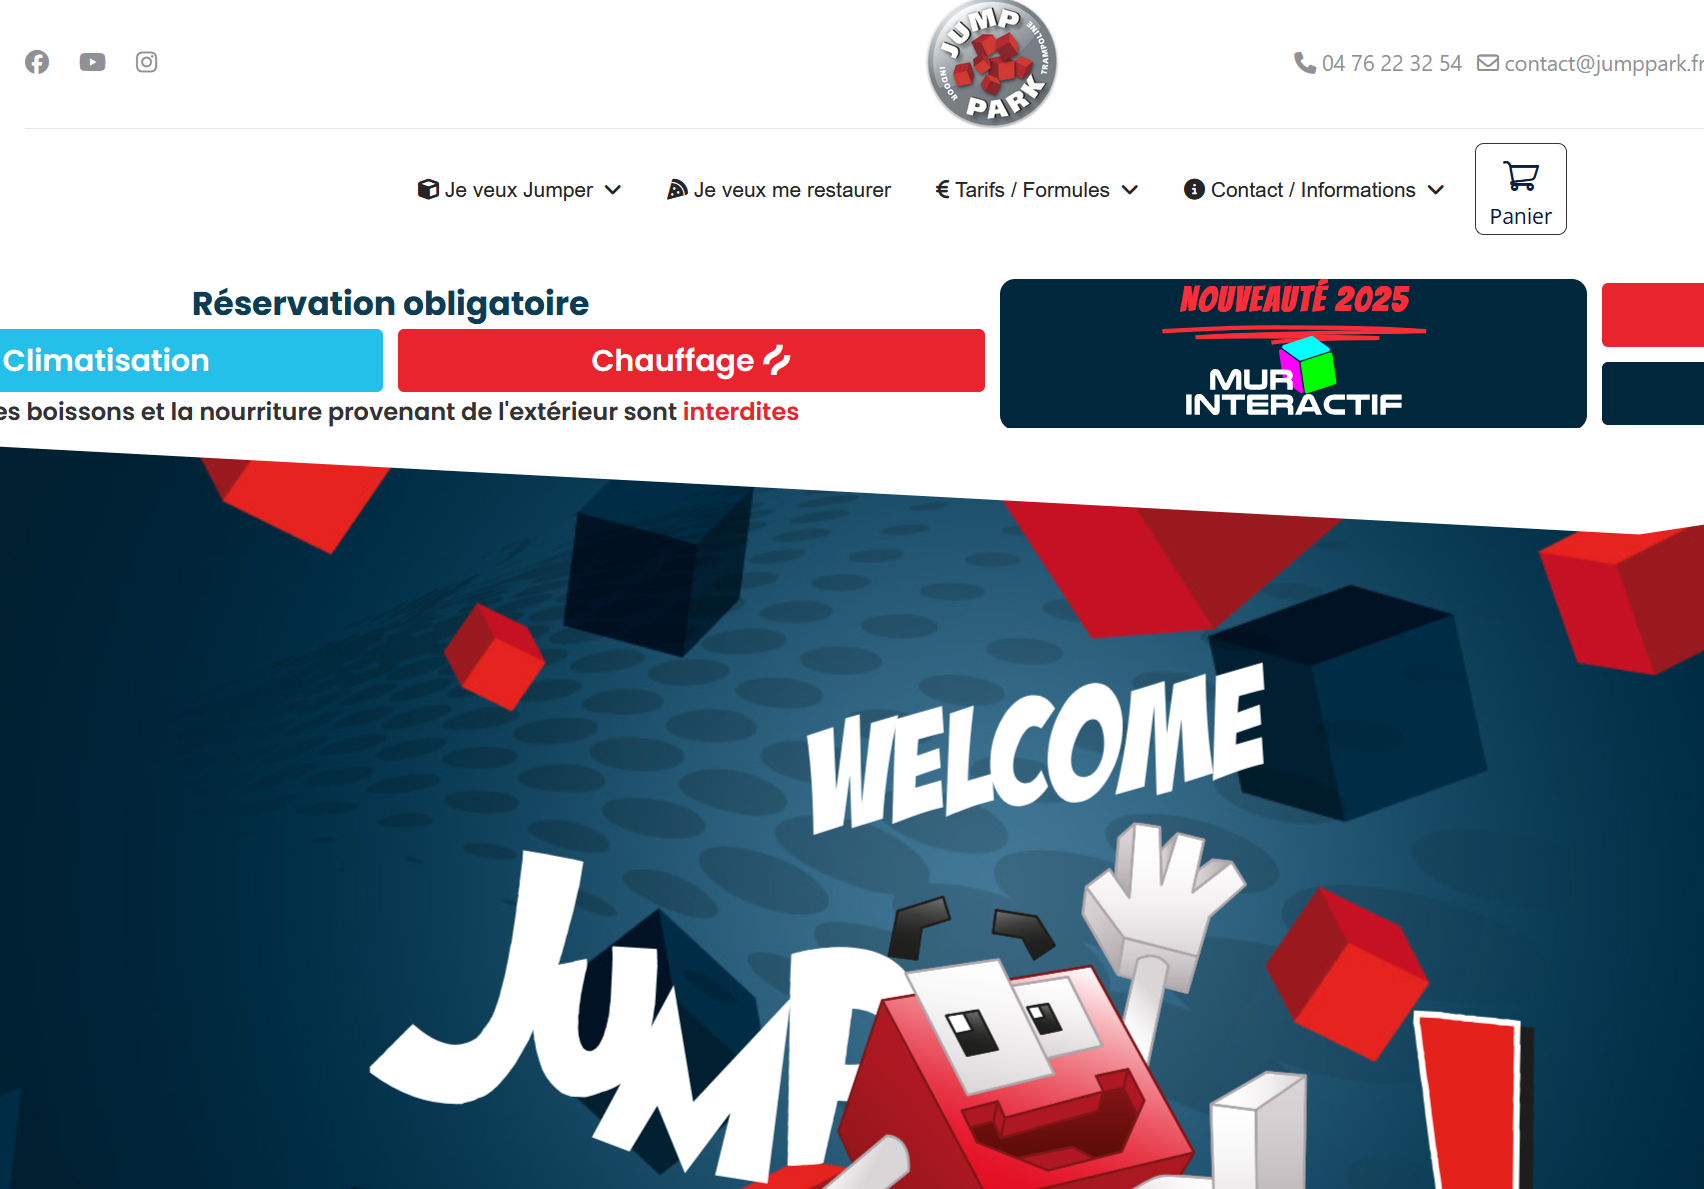 JUMP
INDOOR
TRAMPOLINE
PARK
04 76 22 32 54
contact@jumppark.fr
Je veux Jumper
Je veux me restaurer
€ Tarifs / Formules
Contact / Informations
Panier
Réservation obligatoire
Climatisation
Chauffage
es boissons et la nourriture provenant de l'extérieur sont interdites
NOUVEAUTÉ 2025
MUR
INTERACTIF
WELCOME
JUMP
!